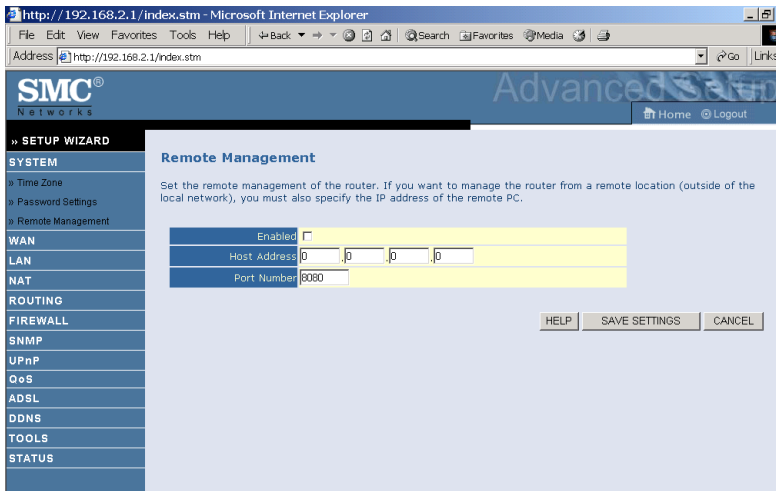 http://192.168.2.1/index.stm - Microsoft Internet Explorer
File Edit View Favorites Tools Help Back Search Favorites Media
Address http://192.168.2.1/index.stm Go Links
SMC®
Networks
Advanced Setup
Home Logout
» SETUP WIZARD
SYSTEM
» Time Zone
» Password Settings
» Remote Management
WAN
LAN
NAT
ROUTING
FIREWALL
SNMP
UPnP
QoS
ADSL
DDNS
TOOLS
STATUS
Remote Management
Set the remote management of the router. If you want to manage the router from a remote location (outside of the
local network), you must also specify the IP address of the remote PC.
Enabled
Host Address 0 .0 .0 .0
Port Number 8080
HELP SAVE SETTINGS CANCEL